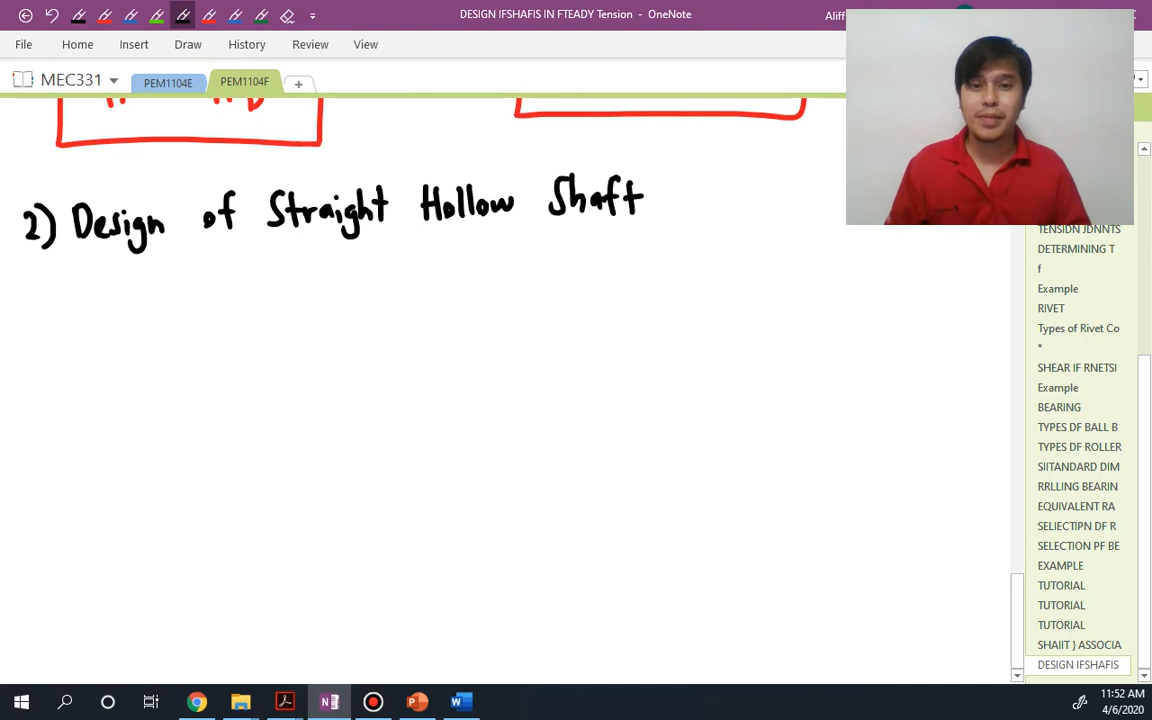 DESIGN IFSHAFIS IN FTEADY Tension - OneNote
Aliff
File Home Insert Draw History Review View
MEC331 PEM1104E PEM1104F
2) Design of Straight Hollow Shaft
TENSIDN JDNNTS
DETERMINING T
f
Example
RIVET
Types of Rivet Co
*
SHEAR IF RNETSI
Example
BEARING
TYPES DF BALL B
TYPES DF ROLLER
SIITANDARD DIM
RRLLING BEARIN
EQUIVALENT RA
SELIECTIPN DF R
SELECTION PF BE
EXAMPLE
TUTORIAL
TUTORIAL
TUTORIAL
SHAIIT } ASSOCIA
DESIGN IFSHAFIS
11:52 AM
4/6/2020